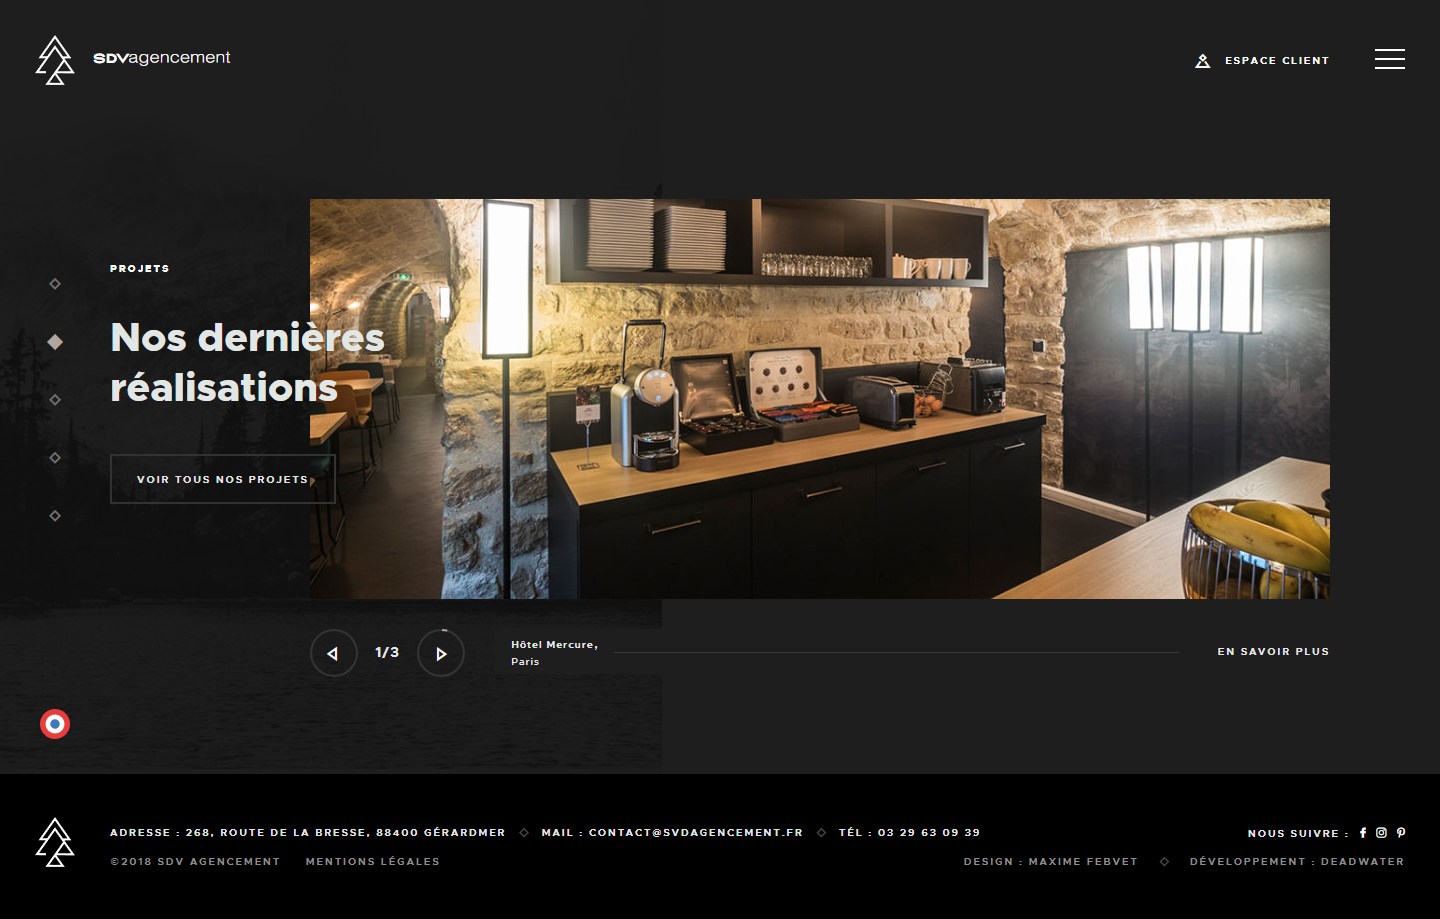 SDVagencement
ESPACE CLIENT
PROJETS
Nos dernières
réalisations
VOIR TOUS NOS PROJETS
1/3
Hôtel Mercure,
Paris
EN SAVOIR PLUS
ADRESSE : 268, ROUTE DE LA BRESSE, 88400 GÉRARDMER
MAIL : CONTACT@SVDAGENCEMENT.FR
TÉL : 03 29 63 09 39
NOUS SUIVRE :
©2018 SDV AGENCEMENT
MENTIONS LÉGALES
DESIGN : MAXIME FEBVET
DÉVELOPPEMENT : DEADWATER